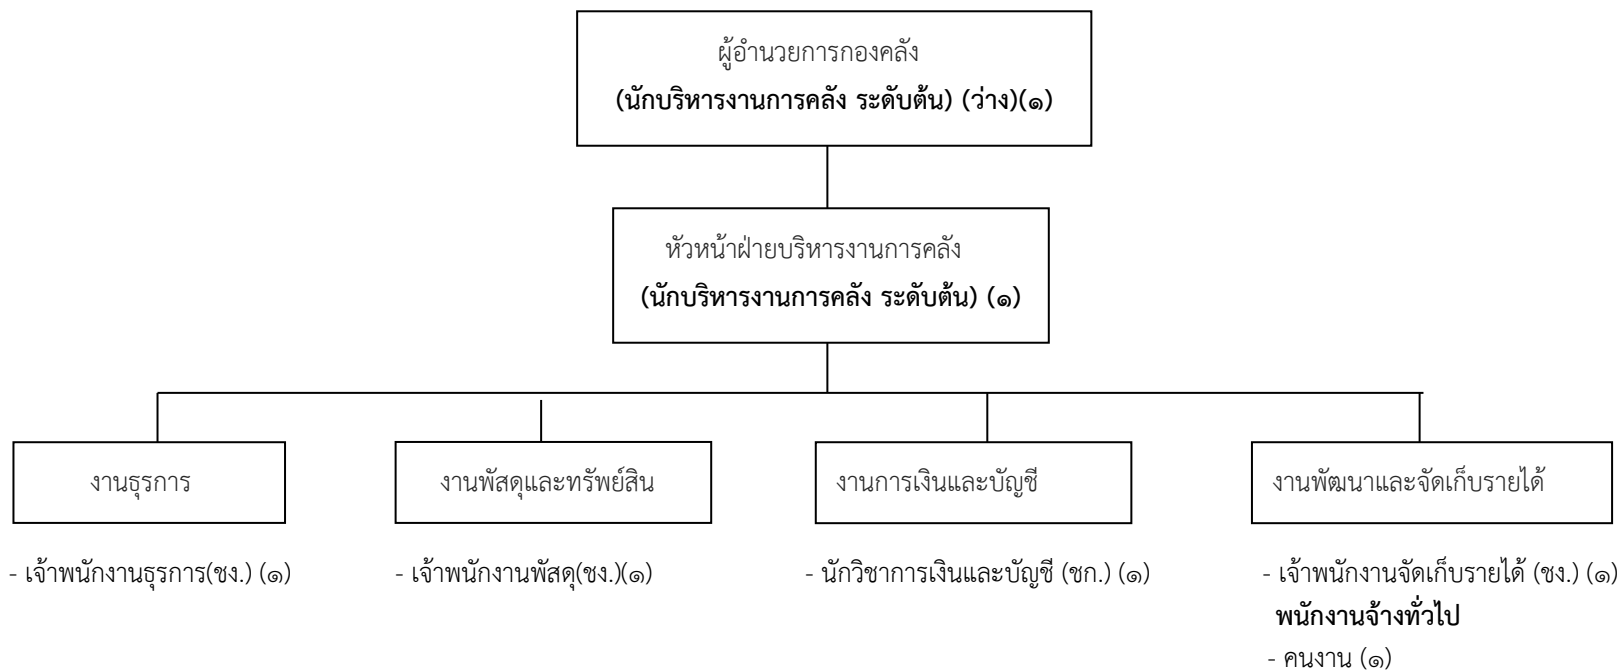 ผู้อำนวยการกองคลัง
(นักบริหารงานการคลัง ระดับต้น) (ว่าง)(๑)
หัวหน้าฝ่ายบริหารงานการคลัง
(นักบริหารงานการคลัง ระดับต้น) (๑)
งานธุรการ
- เจ้าพนักงานธุรการ(ชง.) (๑)
งานพัสดุและทรัพย์สิน
- เจ้าพนักงานพัสดุ(ชง.)(๑)
งานการเงินและบัญชี
- นักวิชาการเงินและบัญชี (ชก.) (๑)
งานพัฒนาและจัดเก็บรายได้
- เจ้าพนักงานจัดเก็บรายได้ (ชง.) (๑)
พนักงานจ้างทั่วไป
- คนงาน (๑)